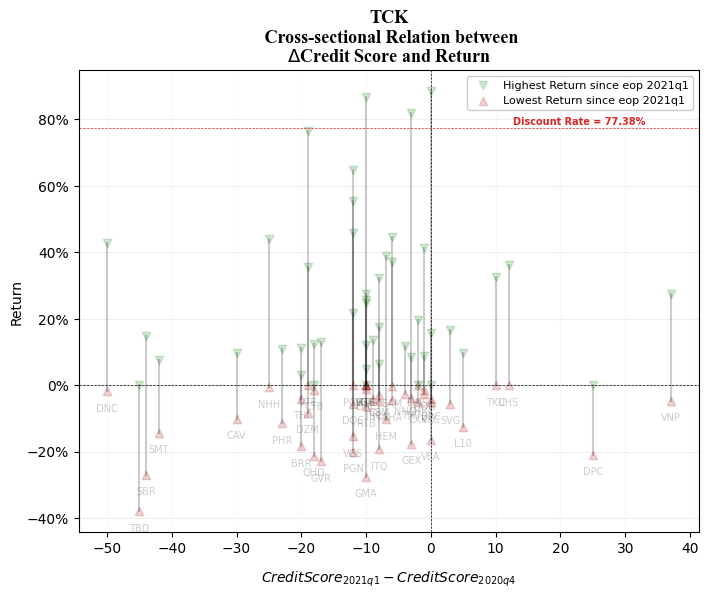 TCK
Cross-sectional Relation between
ΔCredit Score and Return
Highest Return since eop 2021q1
Lowest Return since eop 2021q1
Discount Rate = 77.38%
80%
60%
40%
20%
0%
−20%
−40%
Return
DNC
TBD
SBR
SMT
CAV
NHH
PHR
BRR
DZM
QHD
GVR
PGN
GMA
ITQ
HEM
GEX
VEA
SVG
L10
TKU
CHS
DPC
VNP
−50
−40
−30
−20
−10
0
10
20
30
40
CreditScore2021q1 − CreditScore2020q4